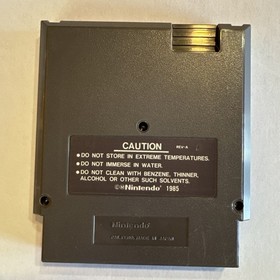 CAUTION REV-A
•DO NOT STORE IN EXTREME TEMPERATURES.
•DO NOT IMMERSE IN WATER.
•DO NOT CLEAN WITH BENZENE, THINNER,
ALCOHOL OR OTHER SUCH SOLVENTS.
©®Nintendo® 1985
Nintendo®